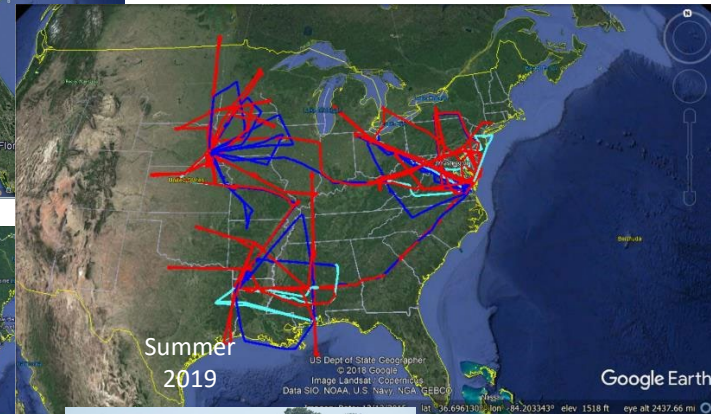 N
Flor
Bermuda
Summer
2019
US Dept of State Geographer
© 2018 Google
Image Landsat / Copernicus
Data SIO, NOAA, U.S. Navy, NGA, GEBCO
Google Earth
lat 36.696130° lon -84.203343° elev 1518 ft eye alt 2437.66 mi